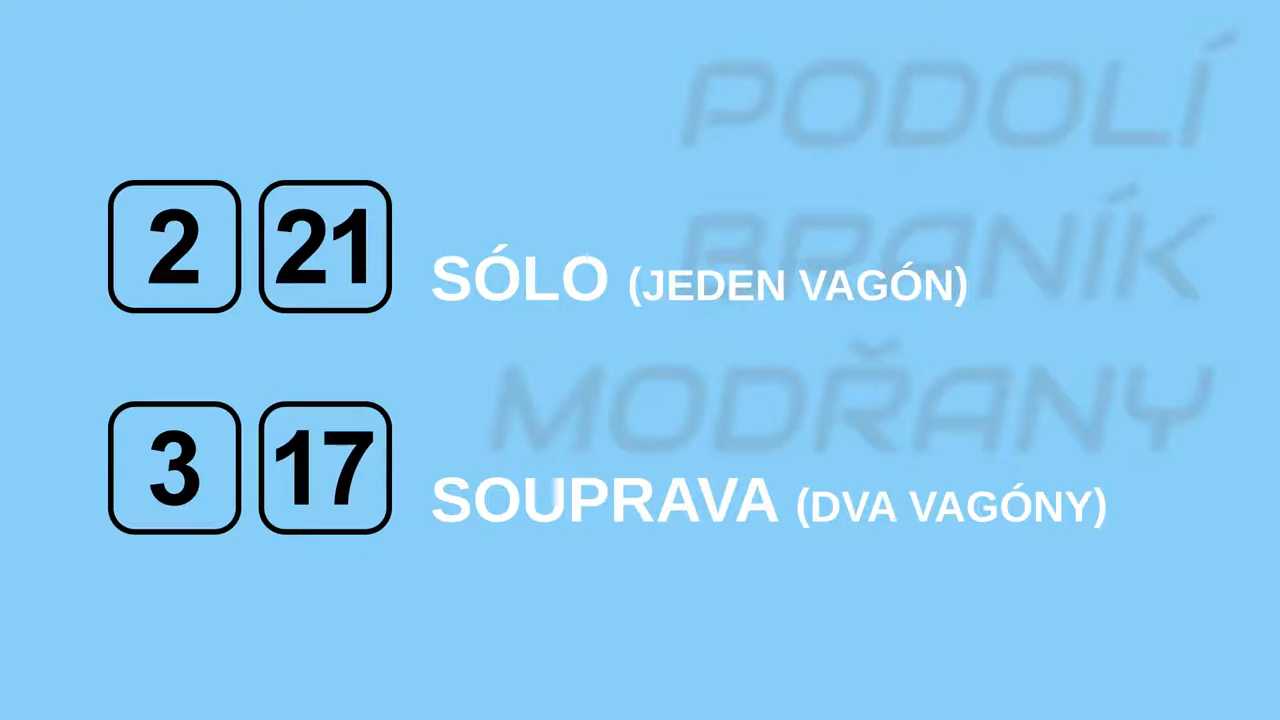 PODOLÍ
BRANÍK
MODŘANY
2 21 SÓLO (JEDEN VAGÓN)
3 17 SOUPRAVA (DVA VAGÓNY)